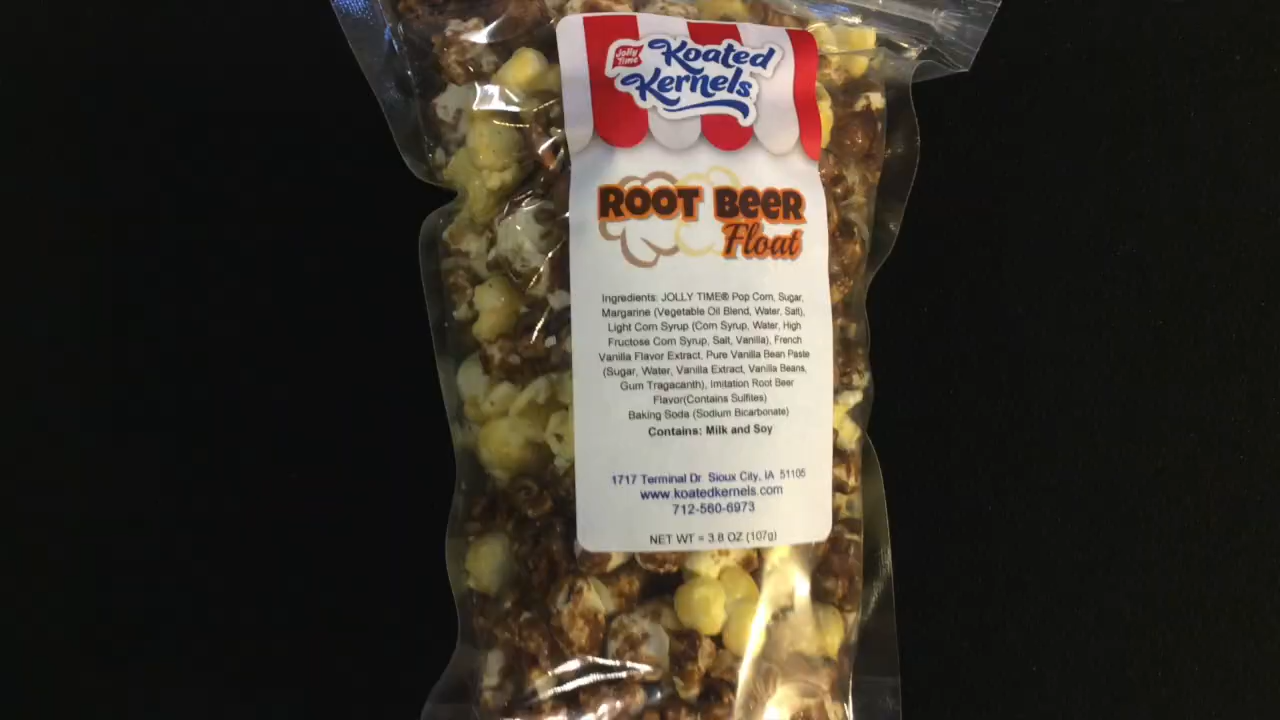 Jolly
Time
Koated
Kernels
ROOT BEER
Float
Ingredients: JOLLY TIME® Pop Corn, Sugar,
Margarine (Vegetable Oil Blend, Water, Salt),
Light Corn Syrup (Corn Syrup, Water, High
Fructose Corn Syrup, Salt, Vanilla), French
Vanilla Flavor Extract, Pure Vanilla Bean Paste
(Sugar, Water, Vanilla Extract, Vanilla Beans,
Gum Tragacanth), Imitation Root Beer
Flavor(Contains Sulfites)
Baking Soda (Sodium Bicarbonate)
Contains: Milk and Soy
1717 Terminal Dr Sioux City, IA 51105
www.koatedkernels.com
712-560-6973
NET WT = 3.8 OZ (107g)